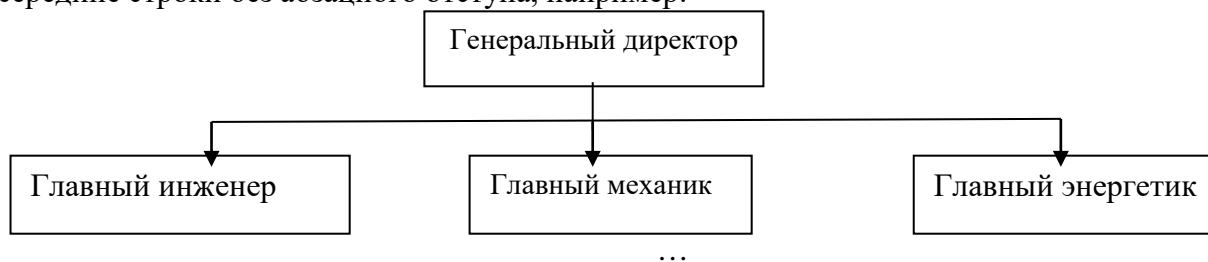 середине строки без абзацного отступа, например:
Генеральный директор
Главный инженер
Главный механик
Главный энергетик
…